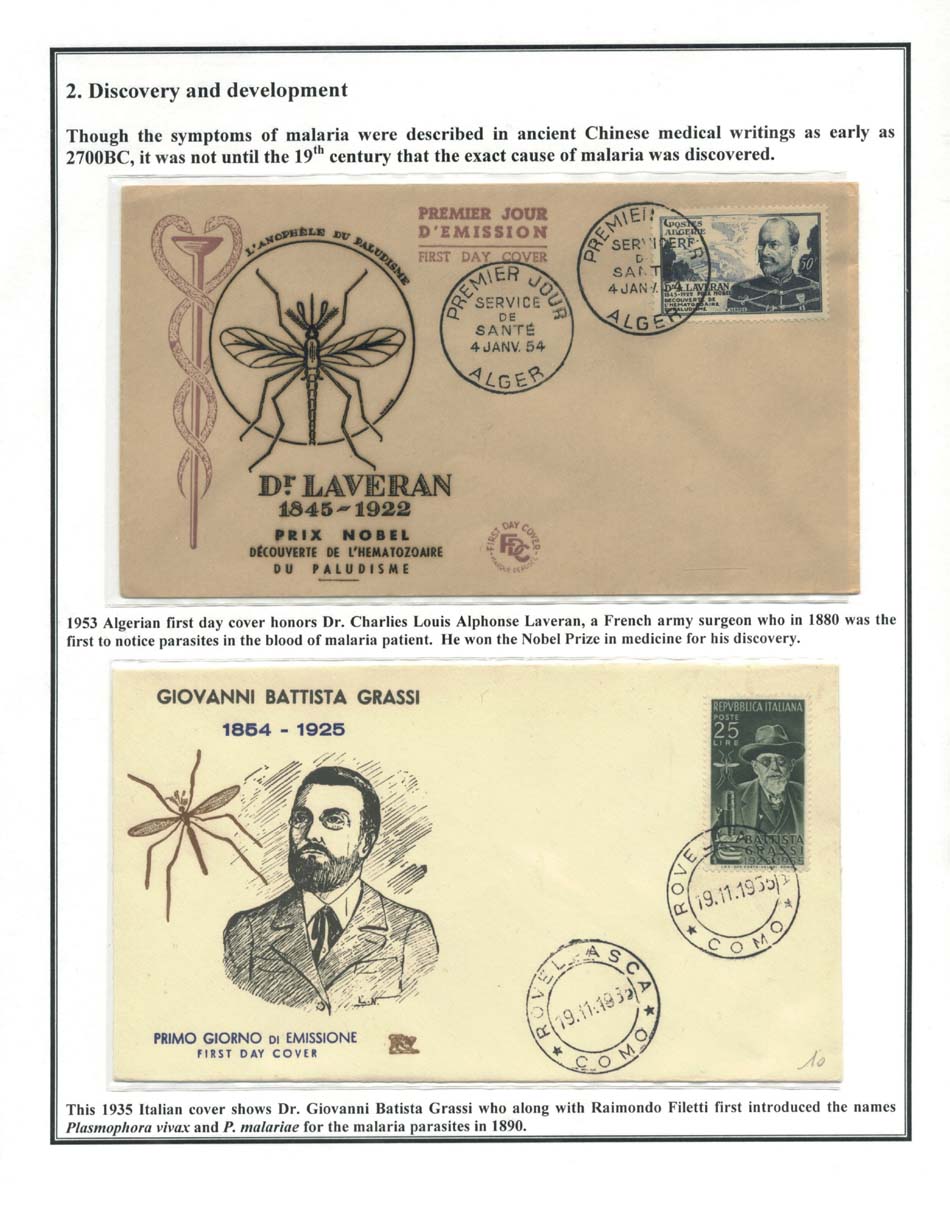 2. Discovery and development
Though the symptoms of malaria were described in ancient Chinese medical writings as early as
2700BC, it was not until the 19th century that the exact cause of malaria was discovered.
L'ANOPHÈLE DU PALUDISME
PREMIER JOUR
D'EMISSION
FIRST DAY COVER
PREMIER JOUR
SERVICE
DE
SANTÉ
4 JANV. 54
ALGER
PREMIER
SERVI
DE
SANTÉ
4 JANV.
ALGER
POSTES
ALGERIE
RF
50
Dr A. LAVERAN
1845-1922 PRIX NOBEL
DÉCOUVERTE DE
L'HEMATOZOAIRE
DU PALUDISME
Dr LAVERAN
1845-1922
PRIX NOBEL
DÉCOUVERTE DE L'HEMATOZOAIRE
DU PALUDISME
FIRST DAY COVER
FDC
1953 Algerian first day cover honors Dr. Charlies Louis Alphonse Laveran, a French army surgeon who in 1880 was the
first to notice parasites in the blood of malaria patient. He won the Nobel Prize in medicine for his discovery.
GIOVANNI BATTISTA GRASSI
1854 - 1925
REPVBBLICA ITALIANA
POSTE
25
LIRE
BATTISTA
GRASSI
ROVEL
19.11.1955
COMO
ROVELLASCA
19.11.1955
COMO
PRIMO GIORNO DI EMISSIONE
FIRST DAY COVER
10
This 1935 Italian cover shows Dr. Giovanni Batista Grassi who along with Raimondo Filetti first introduced the names
Plasmophora vivax and P. malariae for the malaria parasites in 1890.